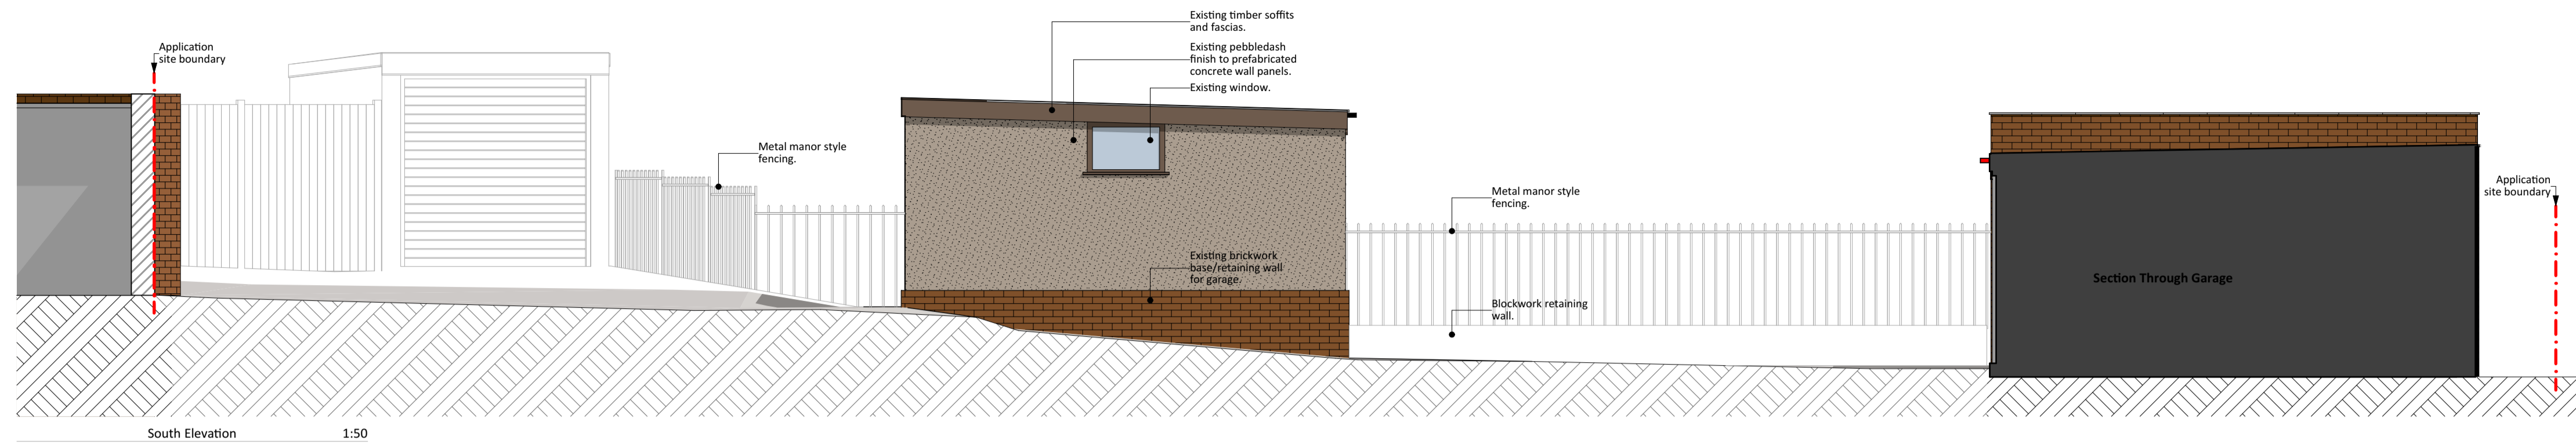 Application
site boundary
Existing timber soffits
and fascias.
Existing pebbledash
finish to prefabricated
concrete wall panels.
Existing window.
Metal manor style
fencing.
Metal manor style
fencing.
Application
site boundary
Existing brickwork
base/retaining wall
for garage.
Section Through Garage
Blockwork retaining
wall.
South Elevation 1:50